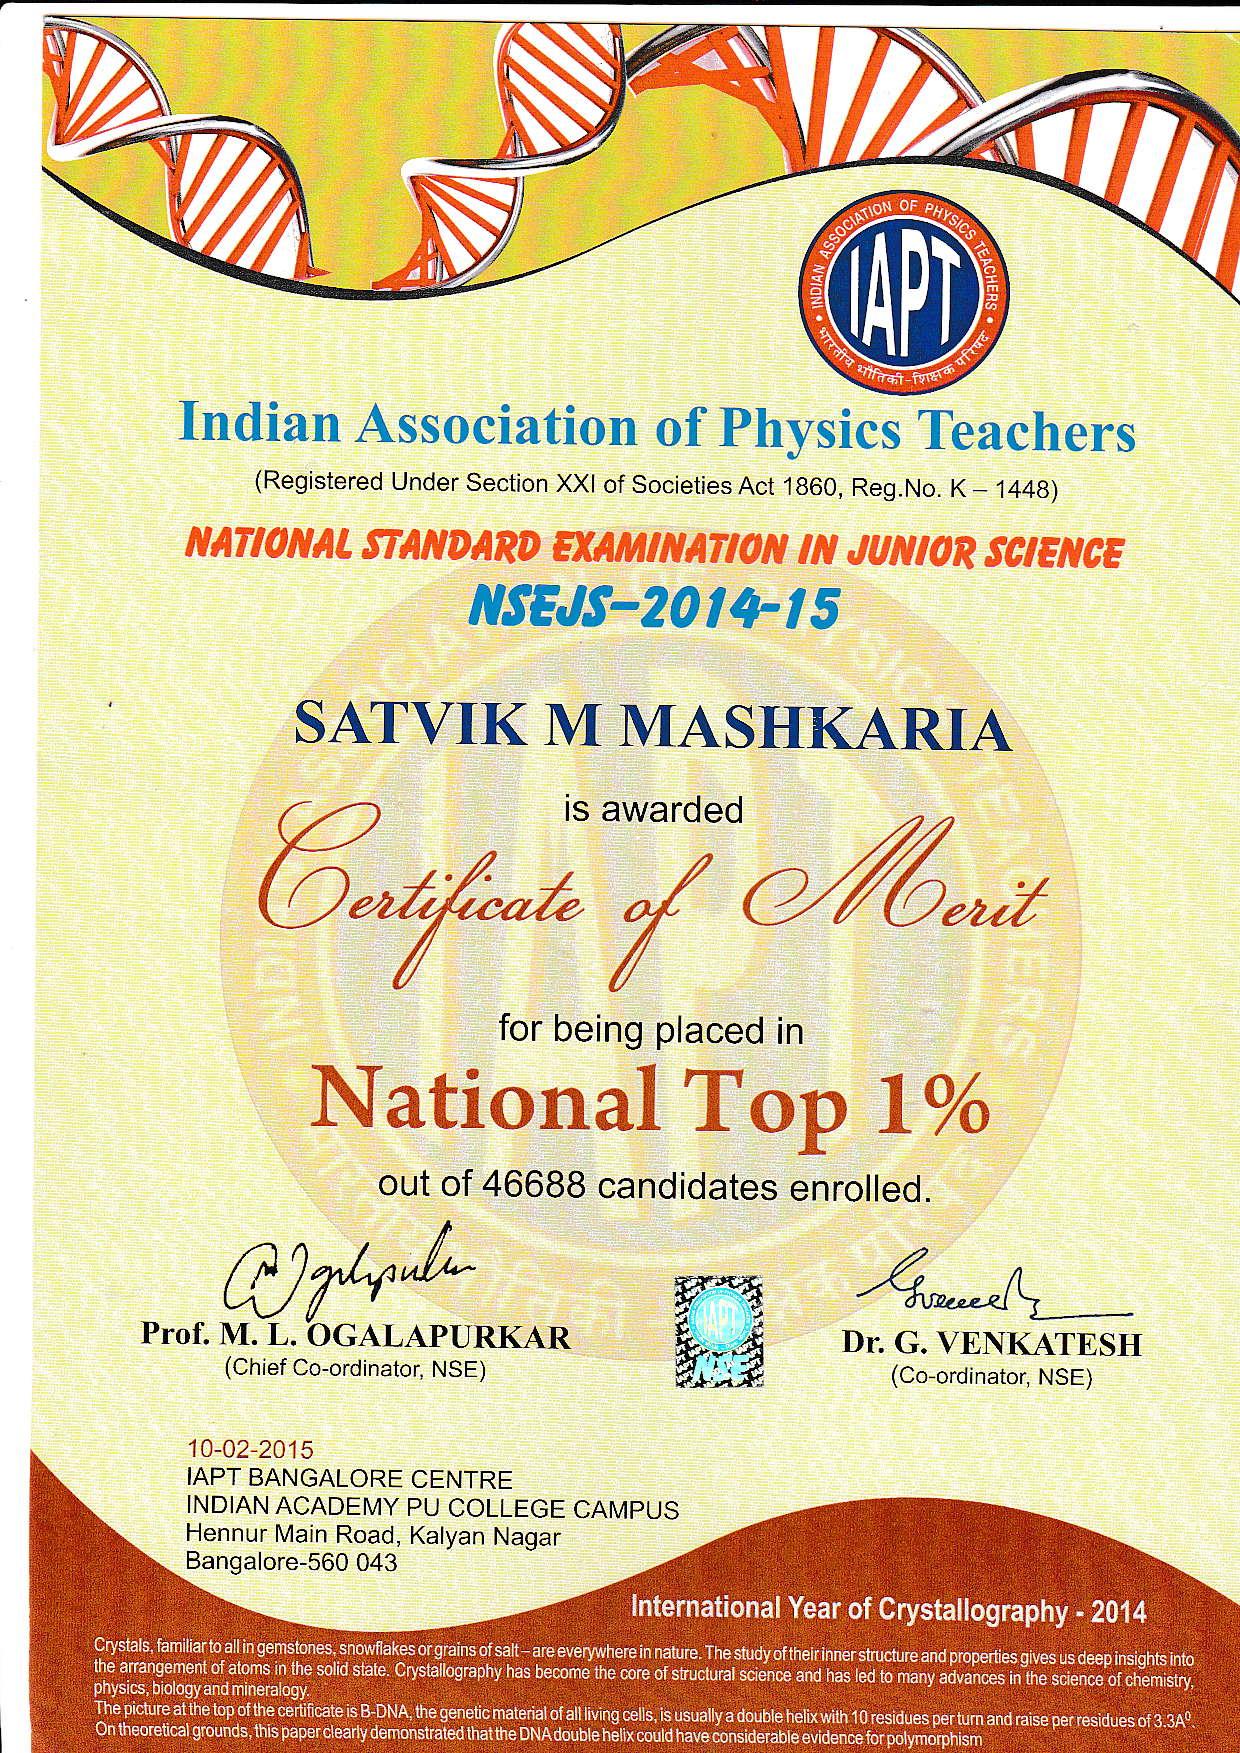 INDIAN ASSOCIATION OF PHYSICS TEACHERS
IAPT
भारतीय भौतिकी-शिक्षक परिषद
Indian Association of Physics Teachers
(Registered Under Section XXI of Societies Act 1860, Reg.No. K – 1448)
NATIONAL STANDARD EXAMINATION IN JUNIOR SCIENCE
NSEJS-2014-15
SATVIK M MASHKARIA
is awarded
Certificate of Merit
for being placed in
National Top 1%
out of 46688 candidates enrolled.
Prof. M. L. OGALAPURKAR
(Chief Co-ordinator, NSE)
IAPT
NSE
Dr. G. VENKATESH
(Co-ordinator, NSE)
10-02-2015
IAPT BANGALORE CENTRE
INDIAN ACADEMY PU COLLEGE CAMPUS
Hennur Main Road, Kalyan Nagar
Bangalore-560 043
International Year of Crystallography - 2014
Crystals, familiar to all in gemstones, snowflakes or grains of salt – are everywhere in nature. The study of their inner structure and properties gives us deep insights into
the arrangement of atoms in the solid state. Crystallography has become the core of structural science and has led to many advances in the science of chemistry,
physics, biology and mineralogy.
The picture at the top of the certificate is B-DNA, the genetic material of all living cells, is usually a double helix with 10 residues per turn and raise per residues of 3.3A⁰.
On theoretical grounds, this paper clearly demonstrated that the DNA double helix could have considerable evidence for polymorphism